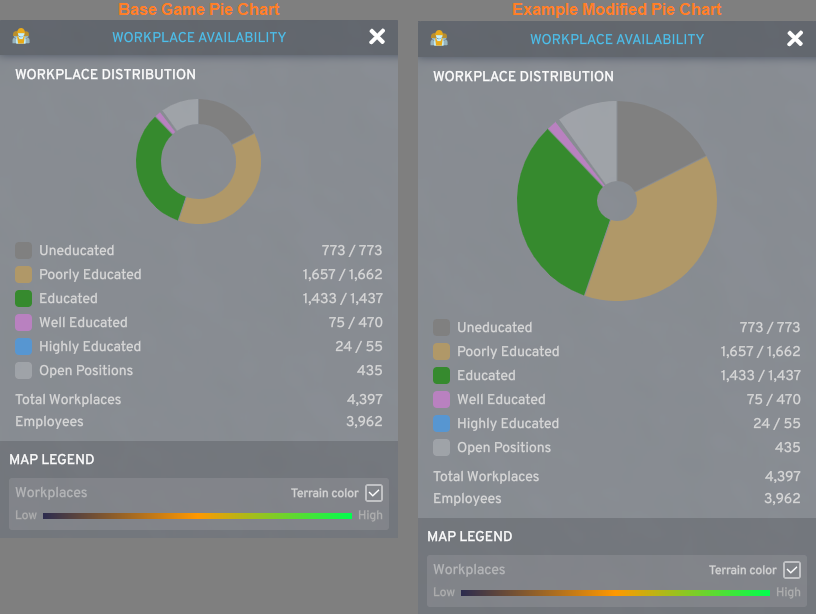 Base Game Pie Chart
WORKPLACE AVAILABILITY
WORKPLACE DISTRIBUTION
Uneducated 773 / 773
Poorly Educated 1,657 / 1,662
Educated 1,433 / 1,437
Well Educated 75 / 470
Highly Educated 24 / 55
Open Positions 435
Total Workplaces 4,397
Employees 3,962
MAP LEGEND
Workplaces Terrain color
Low High
Example Modified Pie Chart
WORKPLACE AVAILABILITY
WORKPLACE DISTRIBUTION
Uneducated 773 / 773
Poorly Educated 1,657 / 1,662
Educated 1,433 / 1,437
Well Educated 75 / 470
Highly Educated 24 / 55
Open Positions 435
Total Workplaces 4,397
Employees 3,962
MAP LEGEND
Workplaces Terrain color
Low High